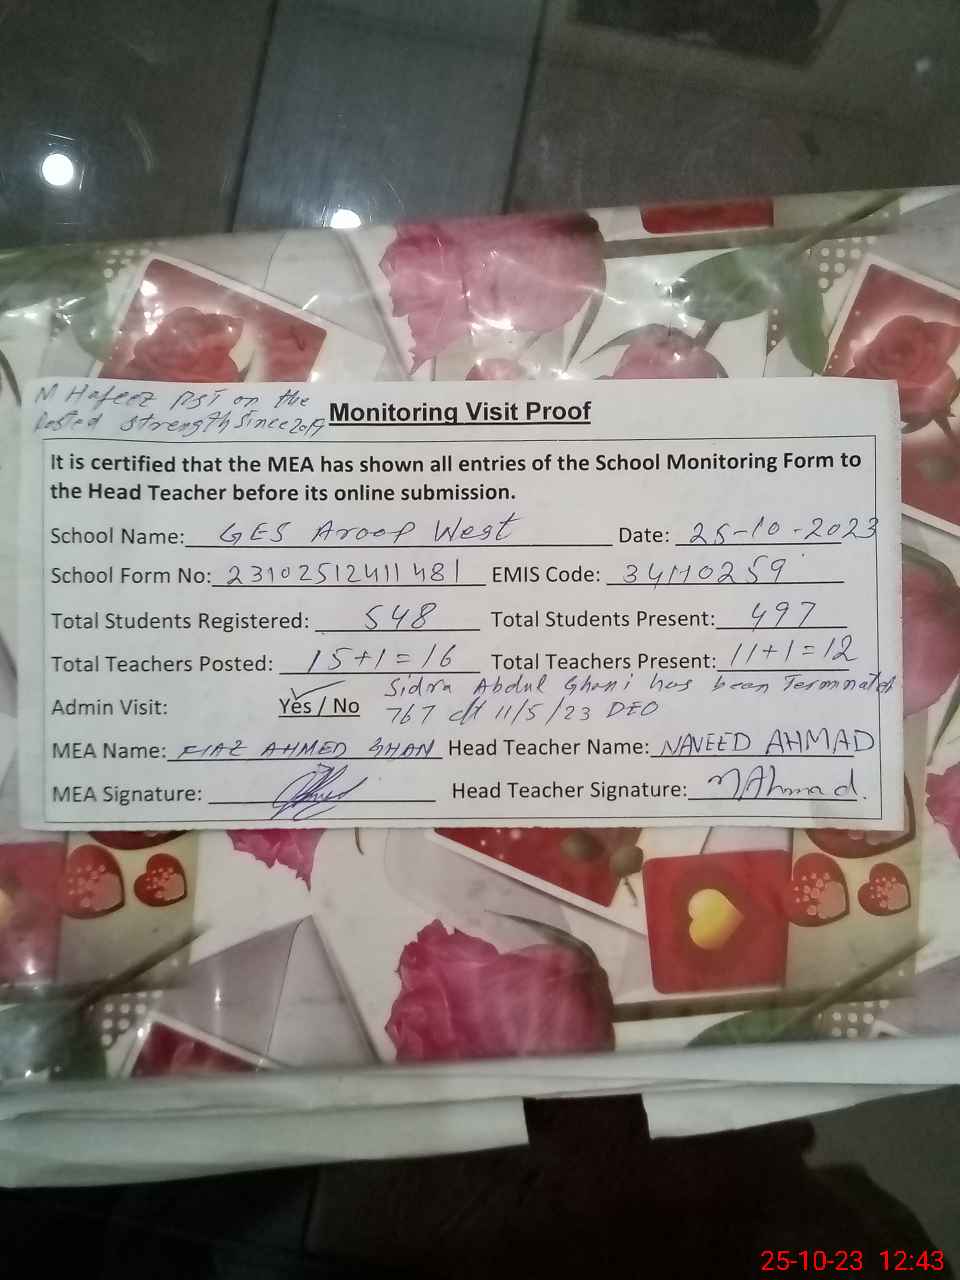 M Hafeez PST on the
Posted strength since 2017
Monitoring Visit Proof
It is certified that the MEA has shown all entries of the School Monitoring Form to
the Head Teacher before its online submission.
School Name: GES Aroop West Date: 25-10-2023
School Form No: 23102512411481 EMIS Code: 34110259
Total Students Registered: 548 Total Students Present: 497
Total Teachers Posted: 15+1=16 Total Teachers Present: 11+1=12
Sidra Abdul Ghani has been Terminated
Admin Visit: Yes / No 767 dt 11/5/23 DEO
MEA Name: FIAZ AHMED Head Teacher Name: NAVEED AHMAD
MEA Signature: Head Teacher Signature: NAhmad.
25-10-23 12:43